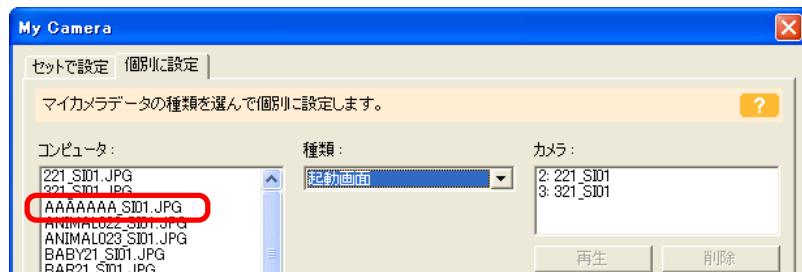 My Camera
セットで設定 個別に設定
マイカメラデータの種類を選んで個別に設定します。
?
コンピュータ：
221_SI01.JPG
321_SI01.JPG
AAAAAAA_SI01.JPG
ANIMAL022_SI01.JPG
ANIMAL023_SI01.JPG
BABY21_SI01.JPG
BAR21_SI01.JPG
種類：
起動画面
カメラ：
2: 221_SI01
3: 321_SI01
再生 削除